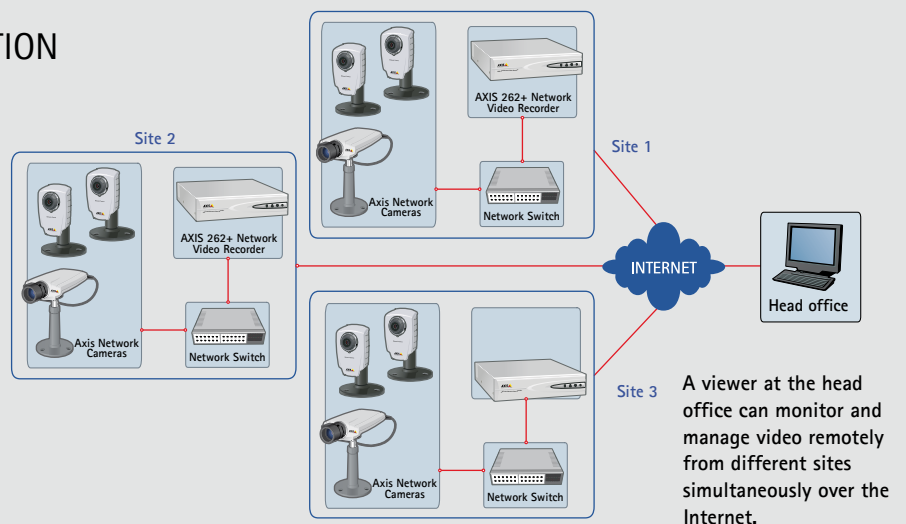 TION
Site 2
Axis Network
Cameras
AXIS 262+ Network
Video Recorder
Network Switch
Site 1
Axis Network
Cameras
AXIS 262+ Network
Video Recorder
Network Switch
Site 3
Axis Network
Cameras
Network Switch
INTERNET
Head office
A viewer at the head
office can monitor and
manage video remotely
from different sites
simultaneously over the
Internet.